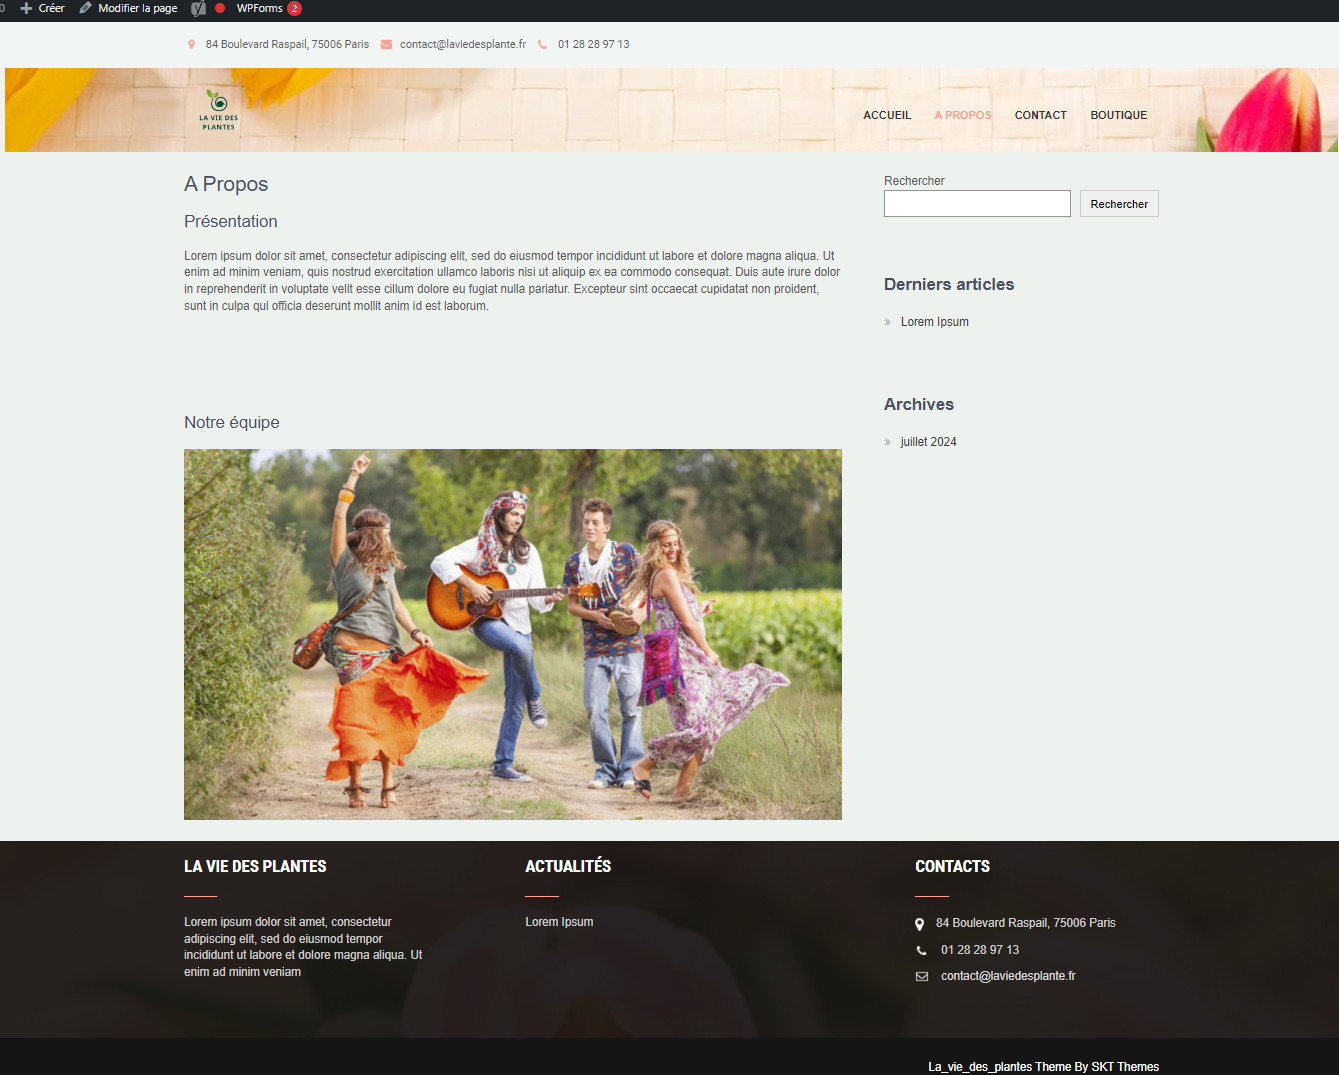 Créer Modifier la page WPForms 2
84 Boulevard Raspail, 75006 Paris contact@laviedesplante.fr 01 28 28 97 13
LA VIE DES
PLANTES
ACCUEIL A PROPOS CONTACT BOUTIQUE
A Propos
Présentation
Lorem ipsum dolor sit amet, consectetur adipiscing elit, sed do eiusmod tempor incididunt ut labore et dolore magna aliqua. Ut
enim ad minim veniam, quis nostrud exercitation ullamco laboris nisi ut aliquip ex ea commodo consequat. Duis aute irure dolor
in reprehenderit in voluptate velit esse cillum dolore eu fugiat nulla pariatur. Excepteur sint occaecat cupidatat non proident,
sunt in culpa qui officia deserunt mollit anim id est laborum.
Notre équipe
Rechercher
Rechercher
Derniers articles
» Lorem Ipsum
Archives
» juillet 2024
LA VIE DES PLANTES
Lorem ipsum dolor sit amet, consectetur
adipiscing elit, sed do eiusmod tempor
incididunt ut labore et dolore magna aliqua. Ut
enim ad minim veniam
ACTUALITÉS
Lorem Ipsum
CONTACTS
84 Boulevard Raspail, 75006 Paris
01 28 28 97 13
contact@laviedesplante.fr
La_vie_des_plantes Theme By SKT Themes